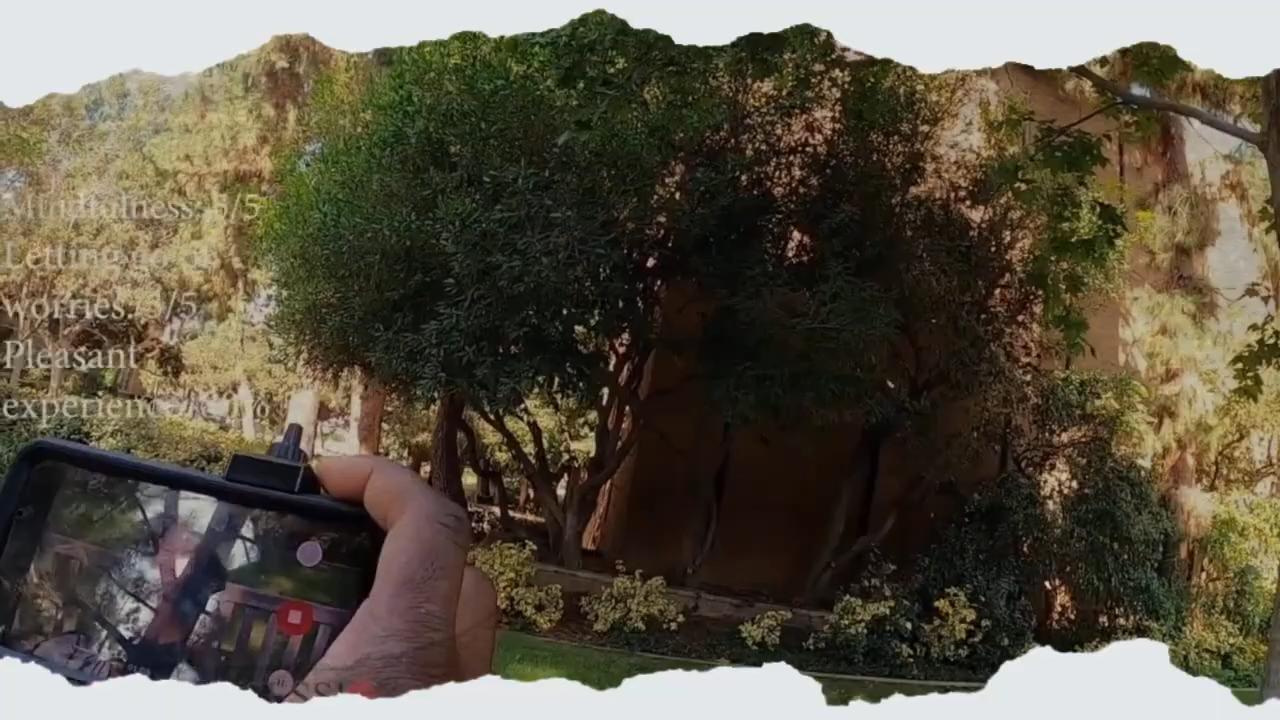 Mindfulness: 5/5
Letting go of
worries: 5/5
Pleasant
experience: